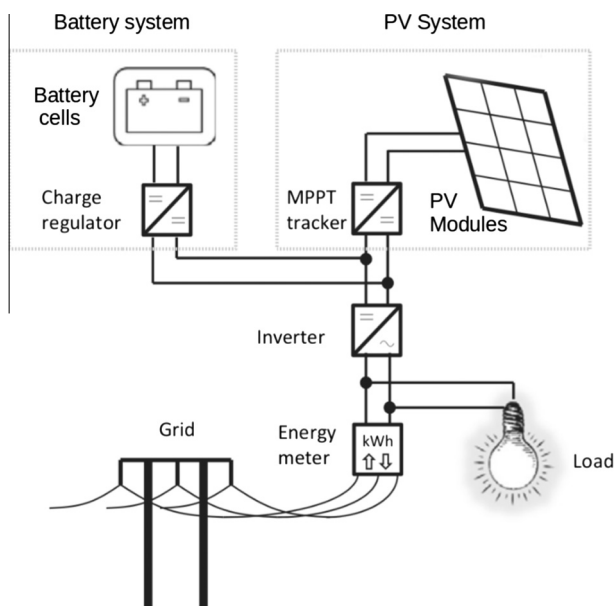 Battery system
PV System
Battery
cells
Charge
regulator
MPPT
tracker
PV
Modules
Inverter
Grid
Energy
meter
kWh
Load